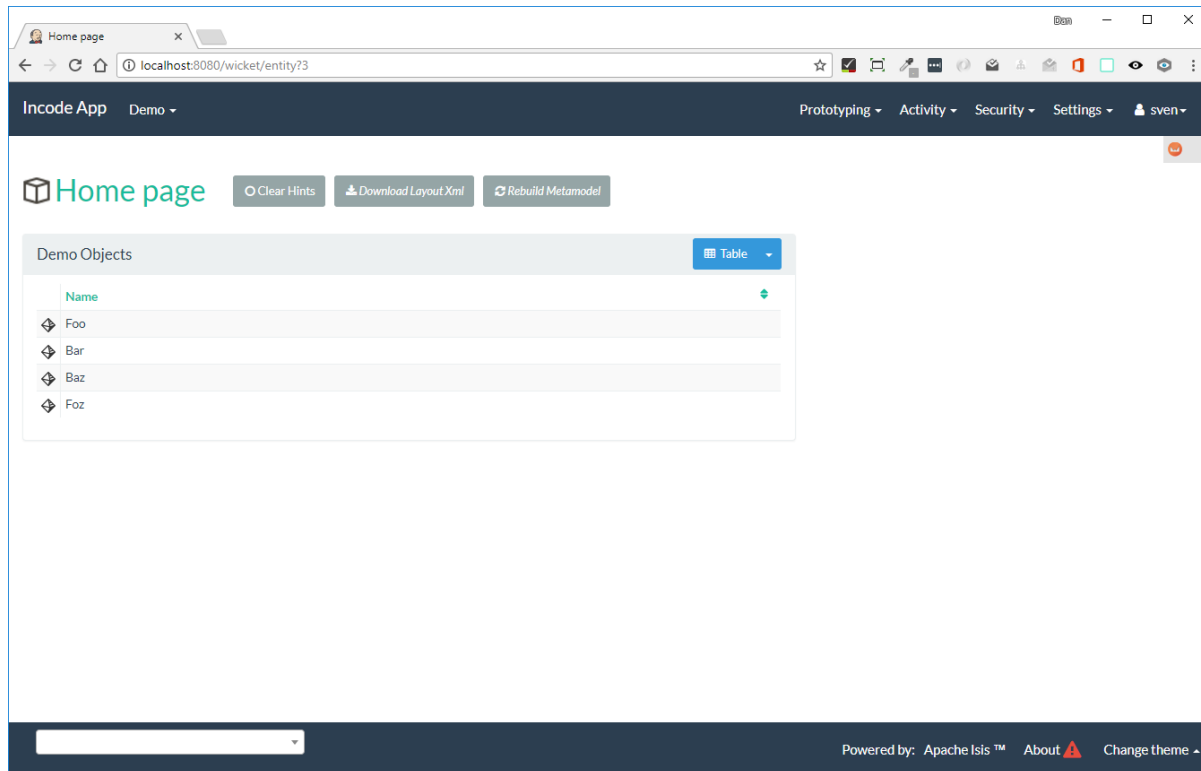 Dan
Home page
localhost:8080/wicket/entity?3
Incode App Demo Prototyping Activity Security Settings sven
Home page Clear Hints Download Layout Xml Rebuild Metamodel
Demo Objects Table
Name
Foo
Bar
Baz
Foz
Powered by: Apache Isis ™ About Change theme